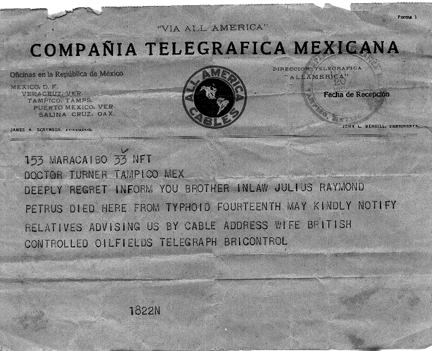 Forma 1
"VIA ALL AMERICA"
COMPAÑIA TELEGRAFICA MEXICANA
Oficinas en la República de México
MEXICO, D. F.
VERACRUZ, VER.
TAMPICO, TAMPS.
PUERTO MEXICO, VER.
SALINA CRUZ, OAX.
ALL AMERICA CABLES
DIRECCION TELEGRAFICA
"ALLAMERICA"
Fecha de Recepción
153 MARACAIBO 33 NFT
DOCTOR TURNER TAMPICO MEX
DEEPLY REGRET INFORM YOU BROTHER INLAW JULIUS RAYMOND
PETRUS DIED HERE FROM TYPHOID FOURTEENTH MAY KINDLY NOTIFY
RELATIVES ADVISING US BY CABLE ADDRESS WIFE BRITISH
CONTROLLED OILFIELDS TELEGRAPH BRICONTROL
1822N